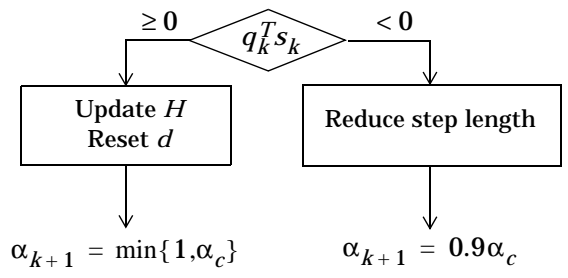 ≥ 0
< 0
q_k^T s_k
Update H
Reset d
Reduce step length
α_{k+1} = min{1,α_c}
α_{k+1} = 0.9α_c